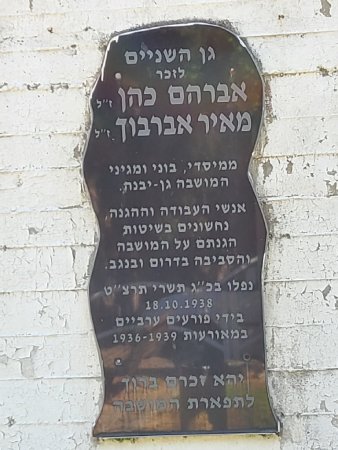 גן השניים
לזכר
אברהם כהן ז"ל
מאיר אברבוך ז"ל
ממיסדי, בוני ומגיני
המושבה גן-יבנה.
אנשי העבודה וההגנה
נחשונים בשיטות
הגנתם על המושבה
והסביבה בדרום ובנגב.
נפלו בכ"ג תשרי תרצ"ט
18.10.1938
בידי פורעים ערביים
במאורעות 1936-1939
יהא זכרם ברוך
לתפארת המושבה